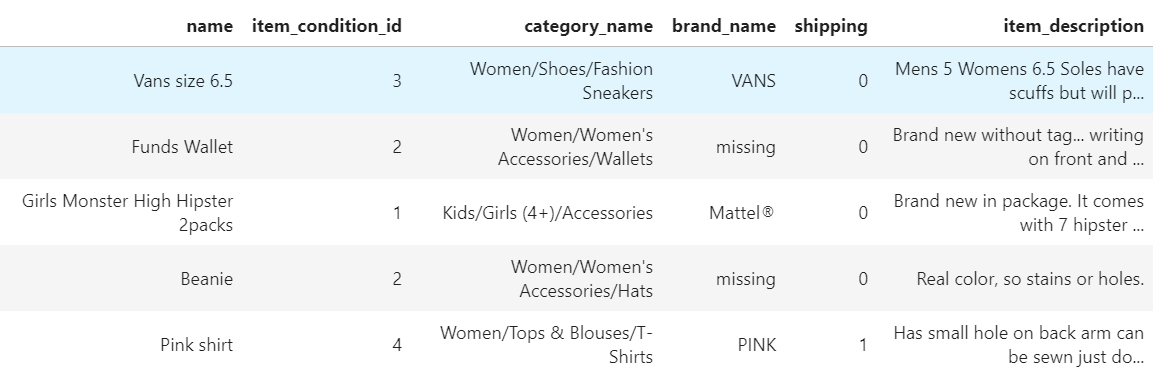 name item_condition_id category_name brand_name shipping item_description
Vans size 6.5 3 Women/Shoes/Fashion Sneakers VANS 0 Mens 5 Womens 6.5 Soles have scuffs but will p...
Funds Wallet 2 Women/Women's Accessories/Wallets missing 0 Brand new without tag... writing on front and ...
Girls Monster High Hipster 2packs 1 Kids/Girls (4+)/Accessories Mattel® 0 Brand new in package. It comes with 7 hipster ...
Beanie 2 Women/Women's Accessories/Hats missing 0 Real color, so stains or holes.
Pink shirt 4 Women/Tops & Blouses/T-Shirts PINK 1 Has small hole on back arm can be sewn just do...